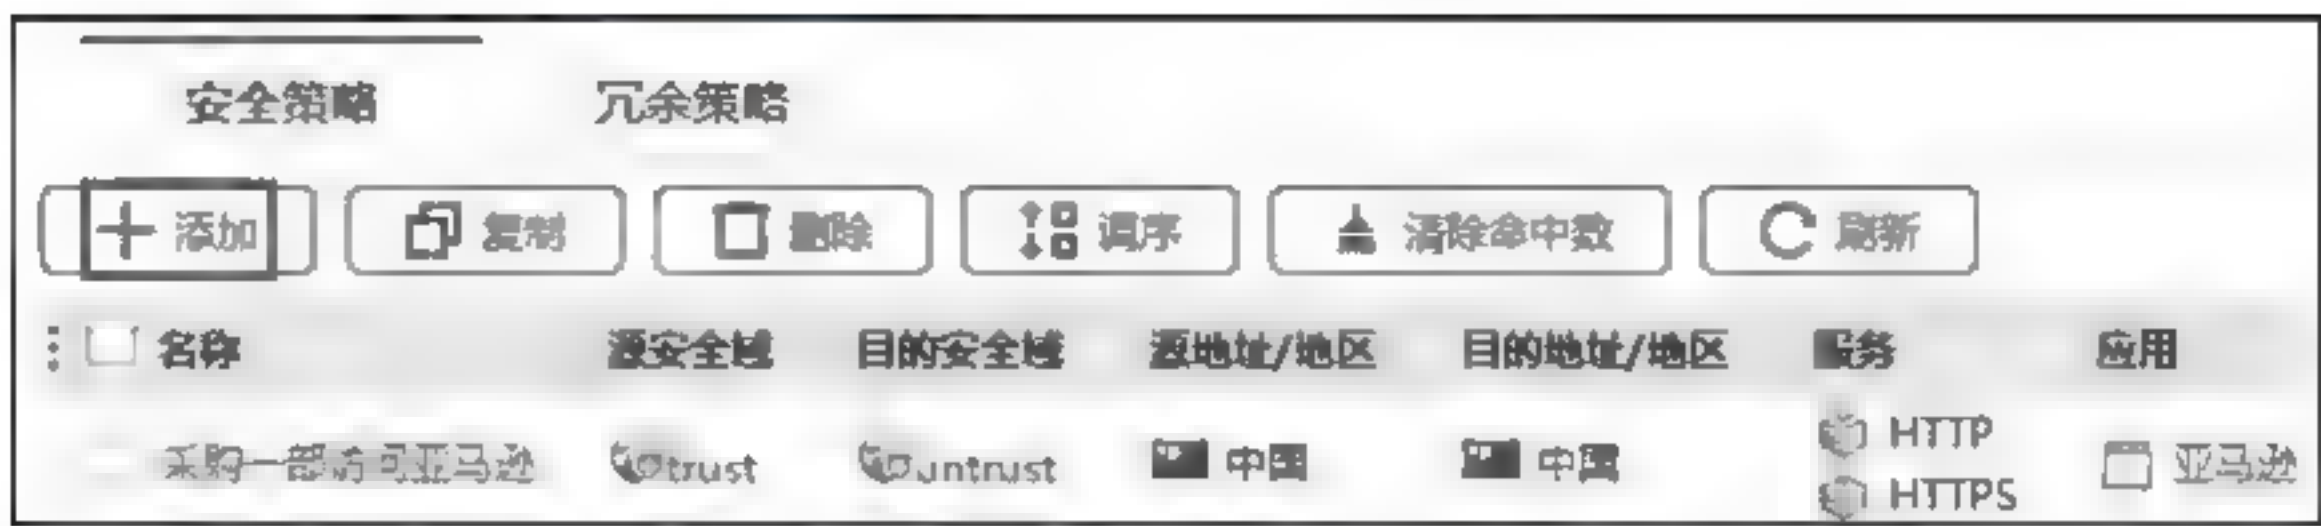 安全策略 冗余策略
添加 复制 删除 调序 清除命中数 刷新
名称 源安全域 目的安全域 源地址/地区 目的地址/地区 服务 应用
采购一部访问亚马逊 trust untrust 中国 中国 HTTP 亚马逊
HTTPS